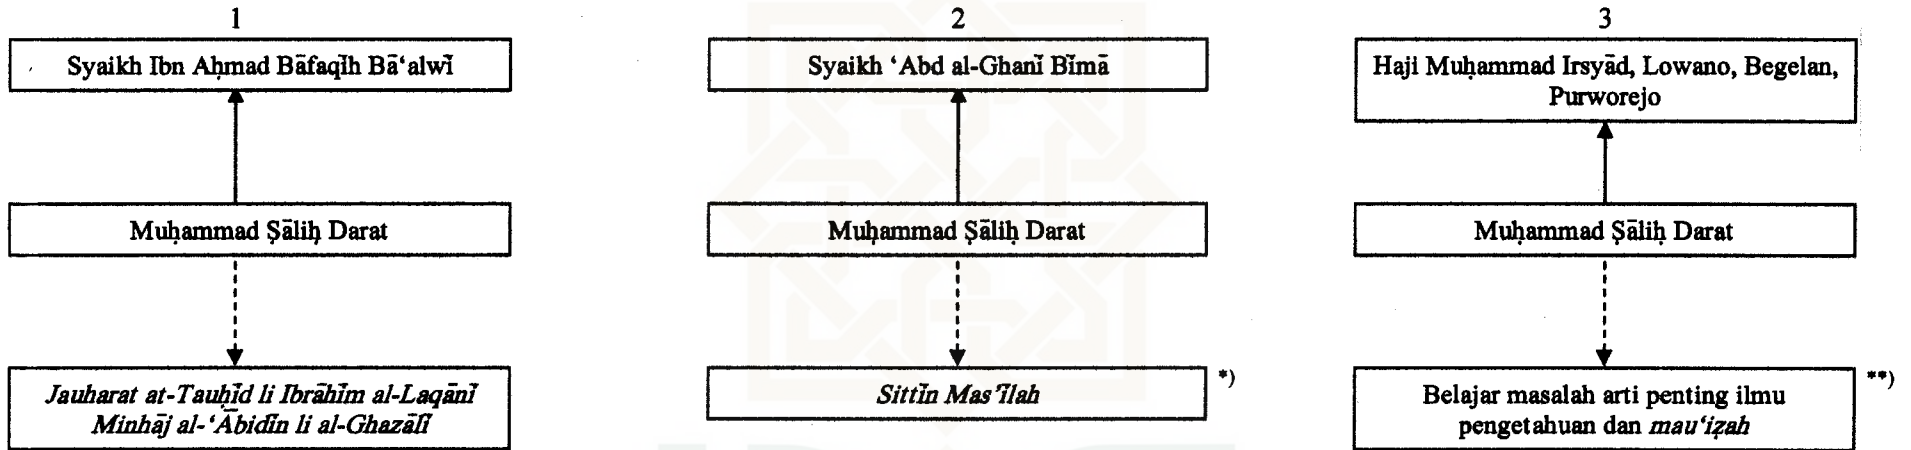 1
Syaikh Ibn Aḥmad Bāfaqīh Bā‘alwī
Muḥammad Ṣāliḥ Darat
Jauharat at-Tauḥīd li Ibrāhīm al-Laqānī
Minhāj al-‘Ābidīn li al-Ghazālī
2
Syaikh ‘Abd al-Ghanī Bīmā
Muḥammad Ṣāliḥ Darat
Sittīn Mas’īlah *)
3
Haji Muḥammad Irsyād, Lowano, Begelan,
Purworejo
Muḥammad Ṣāliḥ Darat
Belajar masalah arti penting ilmu **)
pengetahuan dan mau‘iẓah